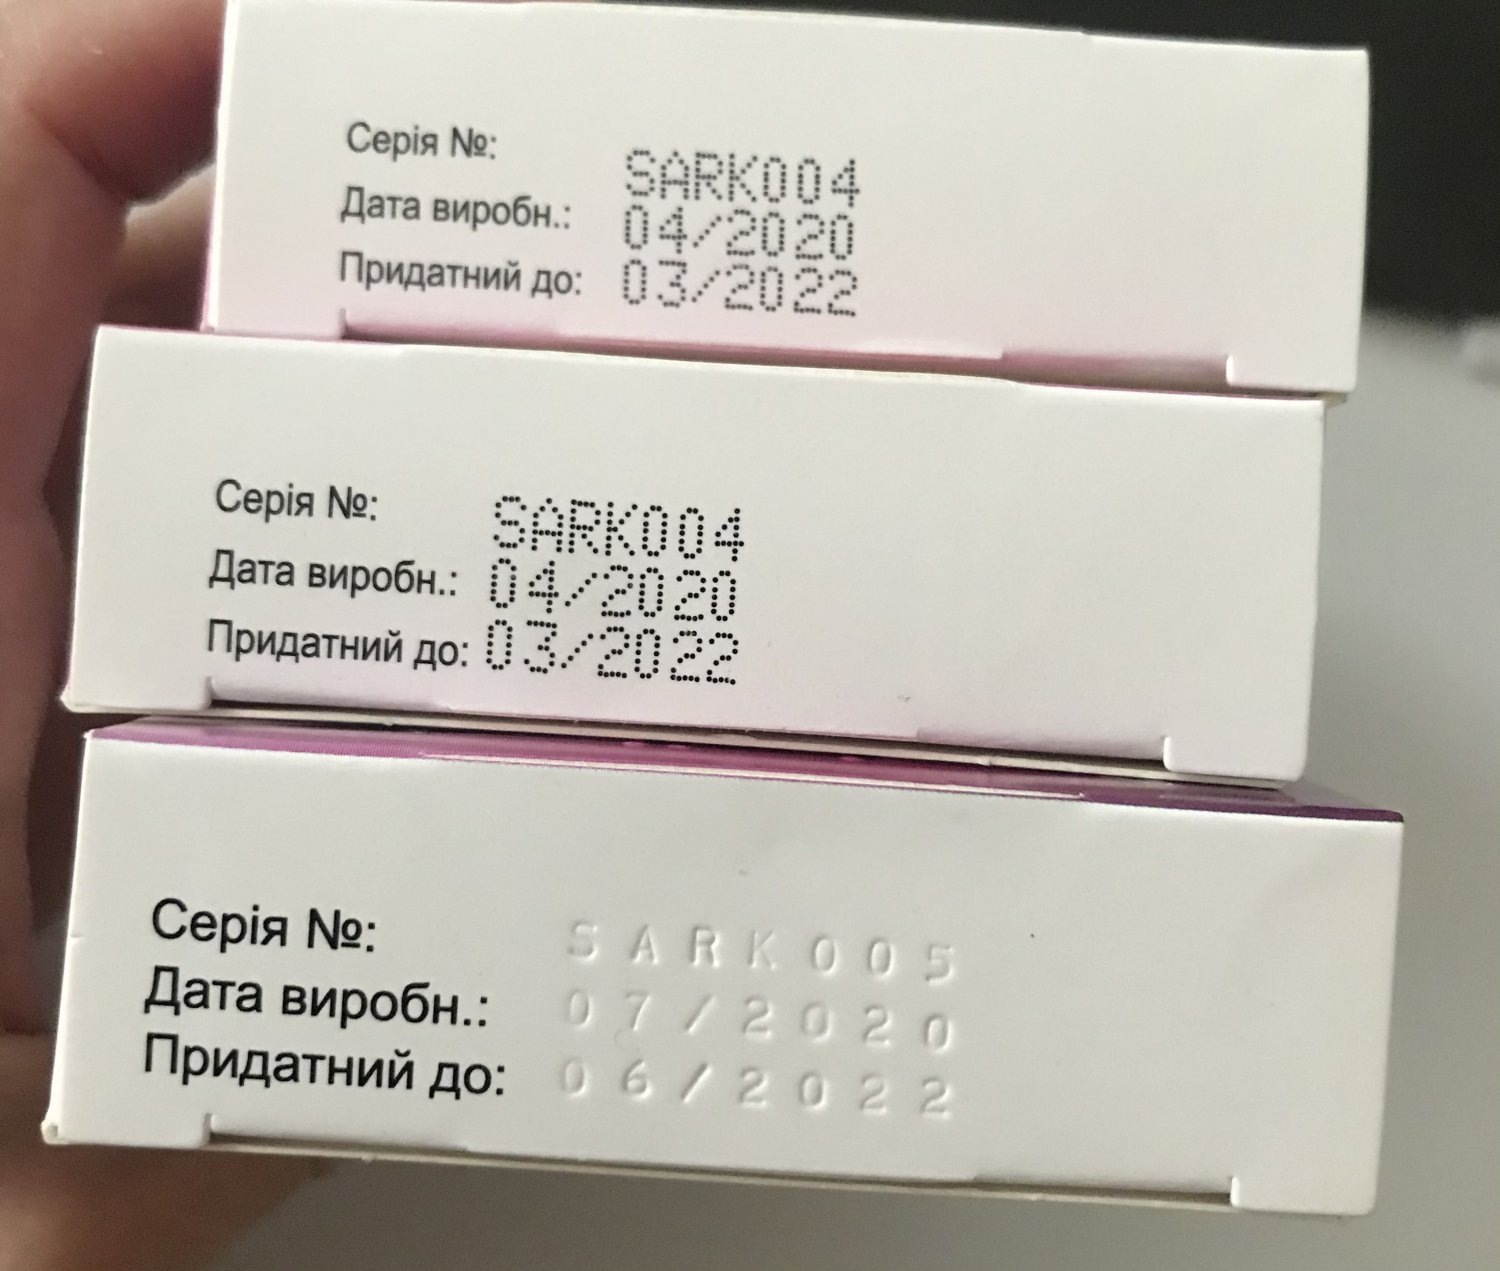 Серія №: SARK004
Дата виробн.: 04/2020
Придатний до: 03/2022
Серія №: SARK004
Дата виробн.: 04/2020
Придатний до: 03/2022
Серія №: SARK005
Дата виробн.: 07/2020
Придатний до: 06/2022